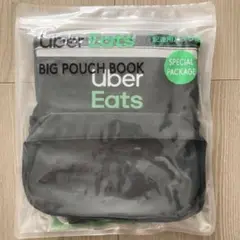 Uber Eats
BIG POUCH BOOK
SPECIAL
PACKAGE
Uber
Eats